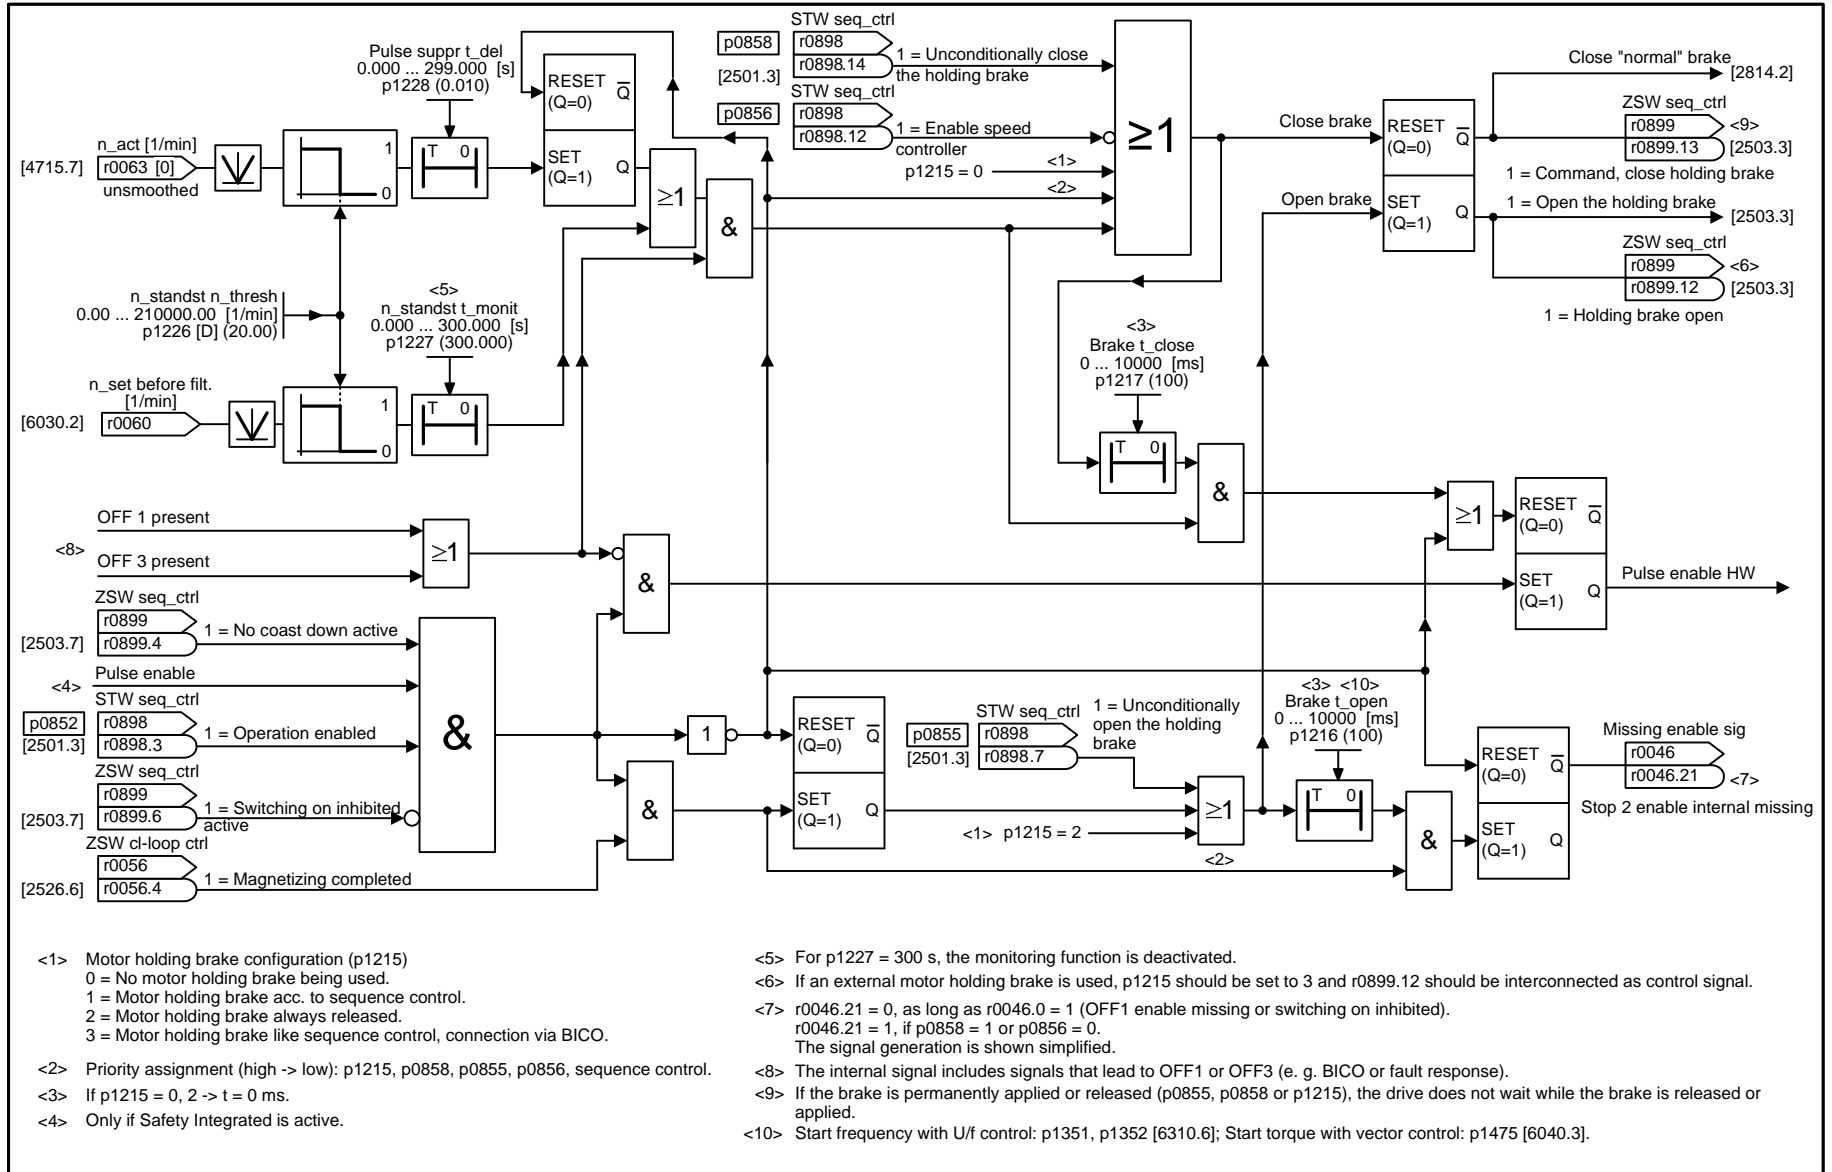 STW seq_ctrl
p0858
r0898
r0898.14
[2501.3]
1 = Unconditionally close
the holding brake
STW seq_ctrl
p0856
r0898
r0898.12
1 = Enable speed
controller
<1>
p1215 = 0
<2>
≥1
Pulse suppr t_del
0.000 ... 299.000 [s]
p1228 (0.010)
RESET
(Q=0)
Q
SET
(Q=1)
Q
n_act [1/min]
[4715.7]
r0063 [0]
unsmoothed
1
0
T 0
≥1
&
n_standst n_thresh
0.00 ... 210000.00 [1/min]
p1226 [D] (20.00)
<5>
n_standst t_monit
0.000 ... 300.000 [s]
p1227 (300.000)
n_set before filt.
[1/min]
[6030.2]
r0060
1
0
T 0
Close brake
Open brake
RESET
(Q=0)
Q
SET
(Q=1)
Q
Close "normal" brake
[2814.2]
ZSW seq_ctrl
r0899
<9>
r0899.13
[2503.3]
1 = Command, close holding brake
1 = Open the holding brake
[2503.3]
ZSW seq_ctrl
r0899
<6>
r0899.12
[2503.3]
1 = Holding brake open
<3>
Brake t_close
0 ... 10000 [ms]
p1217 (100)
T 0
&
≥1
RESET
(Q=0)
Q
SET
(Q=1)
Q
Pulse enable HW
OFF 1 present
<8>
OFF 3 present
≥1
&
ZSW seq_ctrl
r0899
[2503.7]
r0899.4
1 = No coast down active
Pulse enable
<4>
STW seq_ctrl
p0852
r0898
[2501.3]
r0898.3
1 = Operation enabled
ZSW seq_ctrl
r0899
[2503.7]
r0899.6
1 = Switching on inhibited
active
ZSW cl-loop ctrl
r0056
[2526.6]
r0056.4
1 = Magnetizing completed
&
1
&
RESET
(Q=0)
Q
SET
(Q=1)
Q
STW seq_ctrl
p0855
r0898
[2501.3]
r0898.7
1 = Unconditionally
open the holding
brake
<1> p1215 = 2
≥1
<2>
<3> <10>
Brake t_open
0 ... 10000 [ms]
p1216 (100)
T 0
&
RESET
(Q=0)
Q
SET
(Q=1)
Q
Missing enable sig
r0046
r0046.21
<7>
Stop 2 enable internal missing
<1> Motor holding brake configuration (p1215)
0 = No motor holding brake being used.
1 = Motor holding brake acc. to sequence control.
2 = Motor holding brake always released.
3 = Motor holding brake like sequence control, connection via BICO.
<2> Priority assignment (high -> low): p1215, p0858, p0855, p0856, sequence control.
<3> If p1215 = 0, 2 -> t = 0 ms.
<4> Only if Safety Integrated is active.
<5> For p1227 = 300 s, the monitoring function is deactivated.
<6> If an external motor holding brake is used, p1215 should be set to 3 and r0899.12 should be interconnected as control signal.
<7> r0046.21 = 0, as long as r0046.0 = 1 (OFF1 enable missing or switching on inhibited).
r0046.21 = 1, if p0858 = 1 or p0856 = 0.
The signal generation is shown simplified.
<8> The internal signal includes signals that lead to OFF1 or OFF3 (e. g. BICO or fault response).
<9> If the brake is permanently applied or released (p0855, p0858 or p1215), the drive does not wait while the brake is released or
applied.
<10> Start frequency with U/f control: p1351, p1352 [6310.6]; Start torque with vector control: p1475 [6040.3].